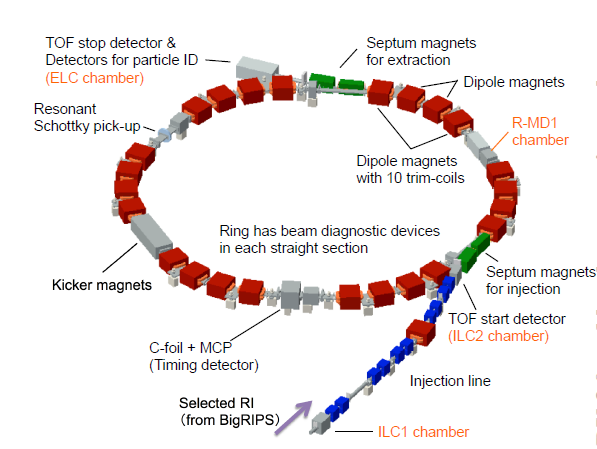 TOF stop detector &
Detectors for particle ID
(ELC chamber)
Septum magnets
for extraction
Dipole magnets
Resonant
Schottky pick-up
R-MD1
chamber
Dipole magnets
with 10 trim-coils
Ring has beam diagnostic devices
in each straight section
Kicker magnets
Septum magnets
for injection
TOF start detector
(ILC2 chamber)
C-foil + MCP
(Timing detector)
Injection line
Selected RI
(from BigRIPS)
ILC1 chamber